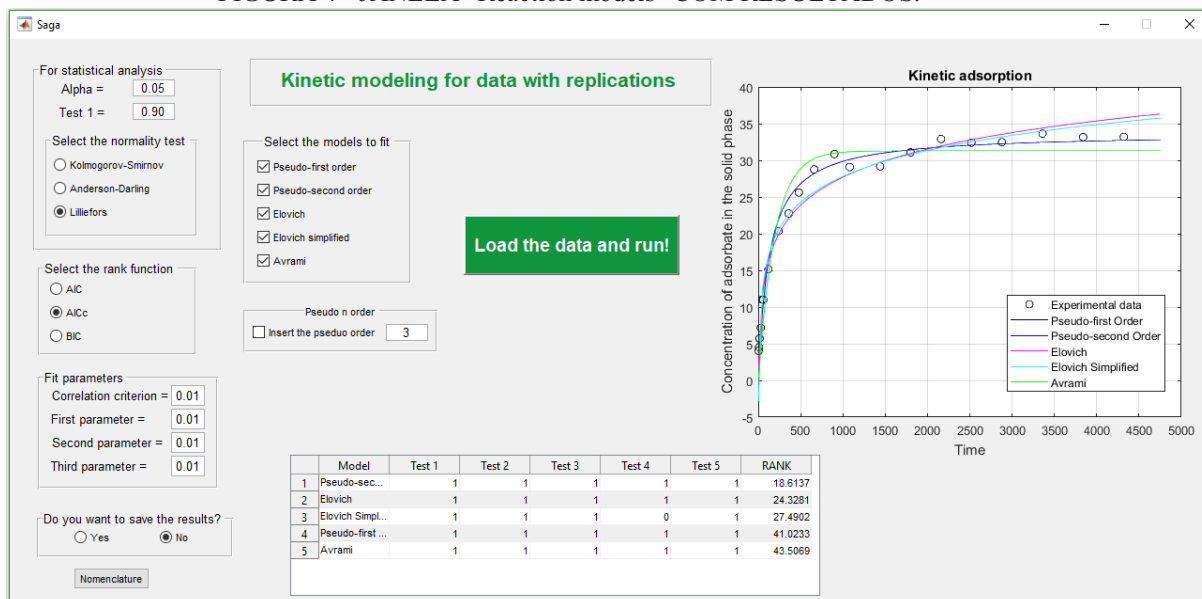 FIGURA 4 - JANELA "Reaction models" COM RESULTADOS.
Saga
For statistical analysis
Alpha = 0.05
Test 1 = 0.90
Select the normality test
Kolmogorov-Smirnov
Anderson-Darling
Lilliefors
Select the rank function
AIC
AICc
BIC
Fit parameters
Correlation criterion = 0.01
First parameter = 0.01
Second parameter = 0.01
Third parameter = 0.01
Do you want to save the results?
Yes No
Nomenclature
Kinetic modeling for data with replications
Select the models to fit
Pseudo-first order
Pseudo-second order
Elovich
Elovich simplified
Avrami
Pseudo n order
Insert the pseduo order 3
Load the data and run!
Kinetic adsorption
Concentration of adsorbate in the solid phase
40
35
30
25
20
15
10
5
0
-5
0 500 1000 1500 2000 2500 3000 3500 4000 4500 5000
Time
Experimental data
Pseudo-first Order
Pseudo-second Order
Elovich
Elovich Simplified
Avrami
Model Test 1 Test 2 Test 3 Test 4 Test 5 RANK
1 Pseudo-sec... 1 1 1 1 1 18.6137
2 Elovich 1 1 1 1 1 24.3281
3 Elovich Simpl... 1 1 1 0 1 27.4902
4 Pseudo-first ... 1 1 1 1 1 41.0233
5 Avrami 1 1 1 1 1 43.5069